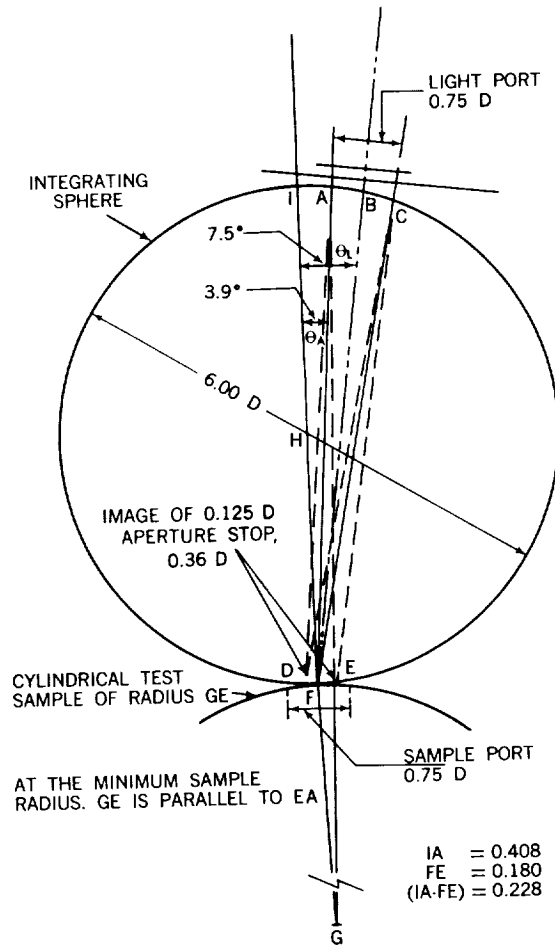 LIGHT PORT
0.75 D
INTEGRATING
SPHERE
I
A
B
C
7.5°
θL
3.9°
θA
6.00 D
H
IMAGE OF 0.125 D
APERTURE STOP,
0.36 D
D
E
F
CYLINDRICAL TEST
SAMPLE OF RADIUS GE
SAMPLE PORT
0.75 D
AT THE MINIMUM SAMPLE
RADIUS. GE IS PARALLEL TO EA
IA = 0.408
FE = 0.180
(IA-FE) = 0.228
G